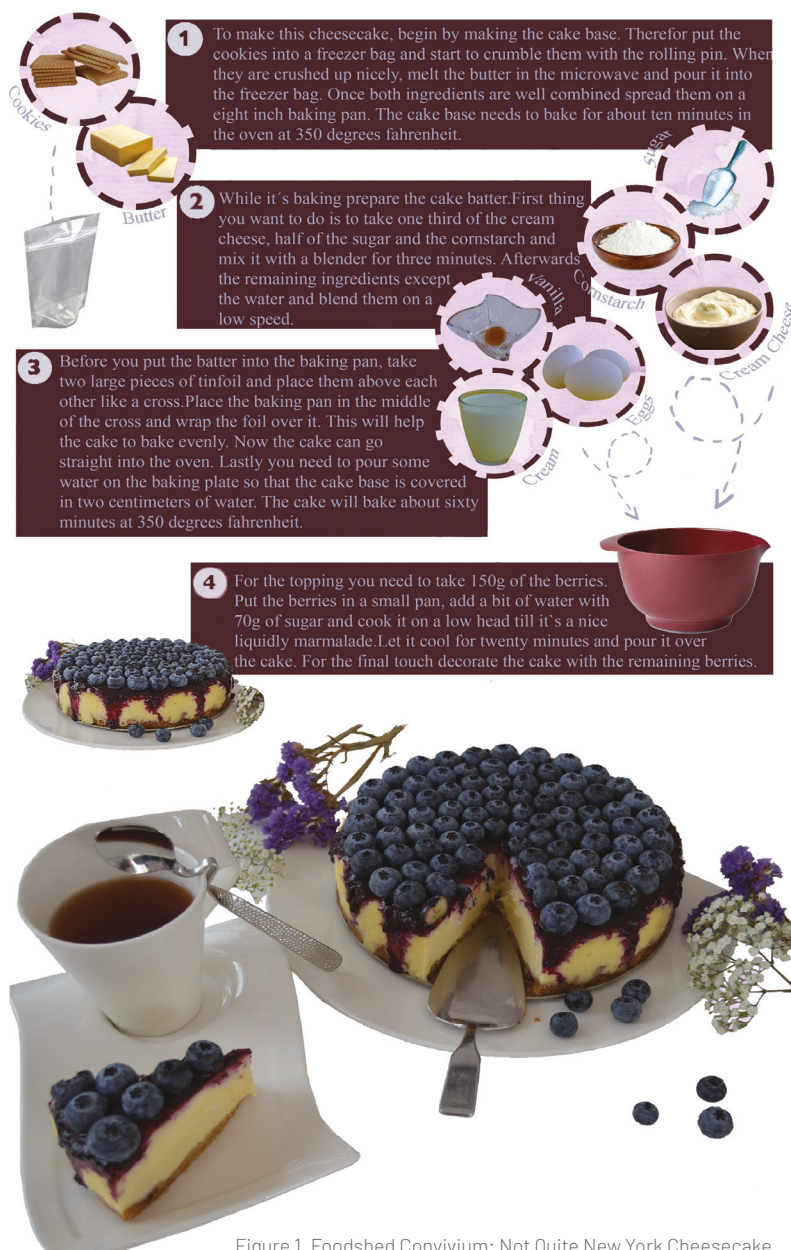 1
To make this cheesecake, begin by making the cake base. Therefor put the
cookies into a freezer bag and start to crumble them with the rolling pin. When
they are crushed up nicely, melt the butter in the microwave and pour it into
the freezer bag. Once both ingredients are well combined spread them on a
eight inch baking pan. The cake base needs to bake for about ten minutes in
the oven at 350 degrees fahrenheit.
Cookies
Butter
Sugar
2
While it´s baking prepare the cake batter.First thing
you want to do is to take one third of the cream
cheese, half of the sugar and the cornstarch and
mix it with a blender for three minutes. Afterwards
the remaining ingredients except
the water and blend them on a
low speed.
Cornstarch
Cream Cheese
vanilla
Eggs
Cream
3
Before you put the batter into the baking pan, take
two large pieces of tinfoil and place them above each
other like a cross.Place the baking pan in the middle
of the cross and wrap the foil over it. This will help
the cake to bake evenly. Now the cake can go
straight into the oven. Lastly you need to pour some
water on the baking plate so that the cake base is covered
in two centimeters of water. The cake will bake about sixty
minutes at 350 degrees fahrenheit.
4
For the topping you need to take 150g of the berries.
Put the berries in a small pan, add a bit of water with
70g of sugar and cook it on a low head till it`s a nice
liquidly marmalade.Let it cool for twenty minutes and pour it over
the cake. For the final touch decorate the cake with the remaining berries.
Figure 1. Foodshed Convivium: Not Quite New York Cheesecake